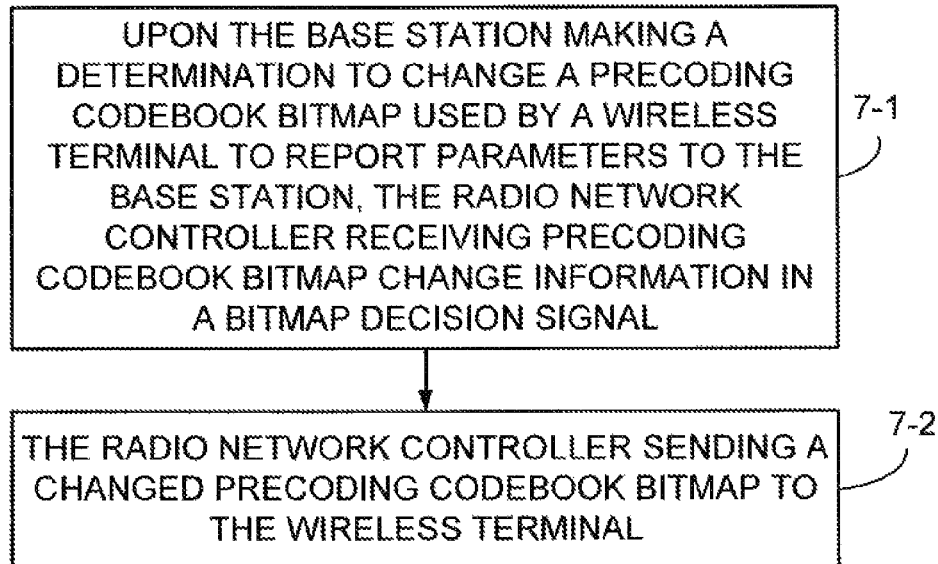 UPON THE BASE STATION MAKING A
DETERMINATION TO CHANGE A PRECODING
CODEBOOK BITMAP USED BY A WIRELESS
TERMINAL TO REPORT PARAMETERS TO THE
BASE STATION, THE RADIO NETWORK
CONTROLLER RECEIVING PRECODING
CODEBOOK BITMAP CHANGE INFORMATION IN
A BITMAP DECISION SIGNAL
7-1
THE RADIO NETWORK CONTROLLER SENDING A
CHANGED PRECODING CODEBOOK BITMAP TO
THE WIRELESS TERMINAL
7-2